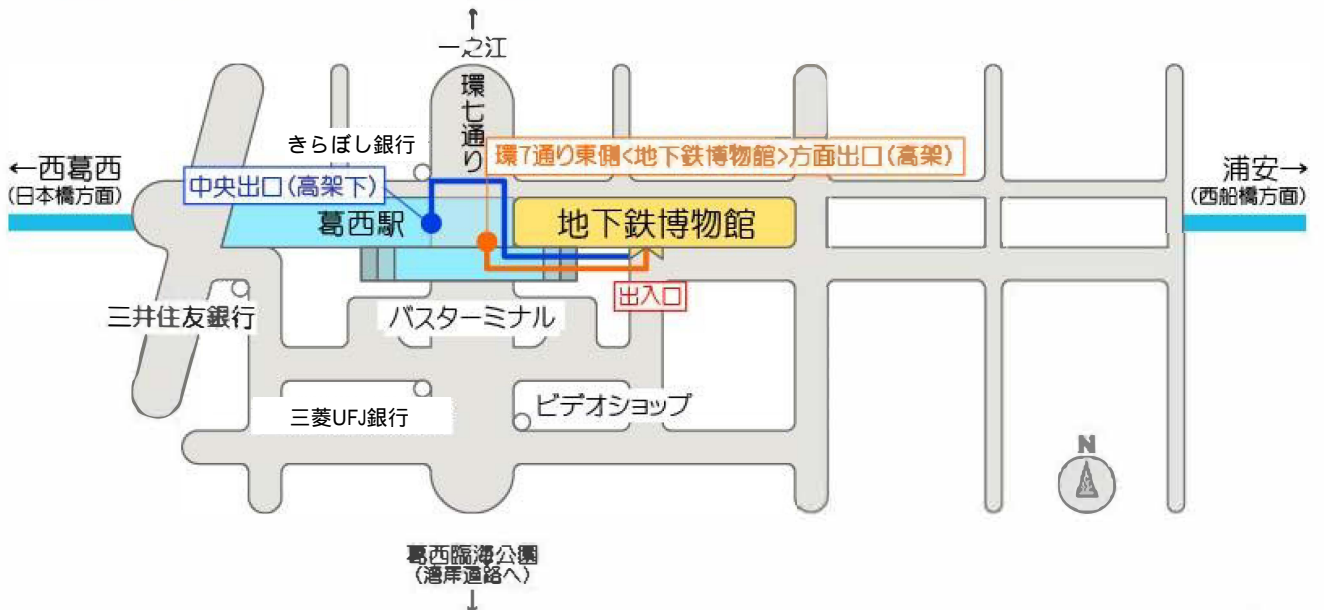 一之江
環七通り
きらぼし銀行
環7通り東側<地下鉄博物館>方面出口(高架)
←西葛西
(日本橋方面)
中央出口(高架下)
浦安→
(西船橋方面)
葛西駅
地下鉄博物館
出入口
三井住友銀行
バスターミナル
三菱UFJ銀行
ビデオショップ
N
葛西臨海公園
(湾岸道路へ)